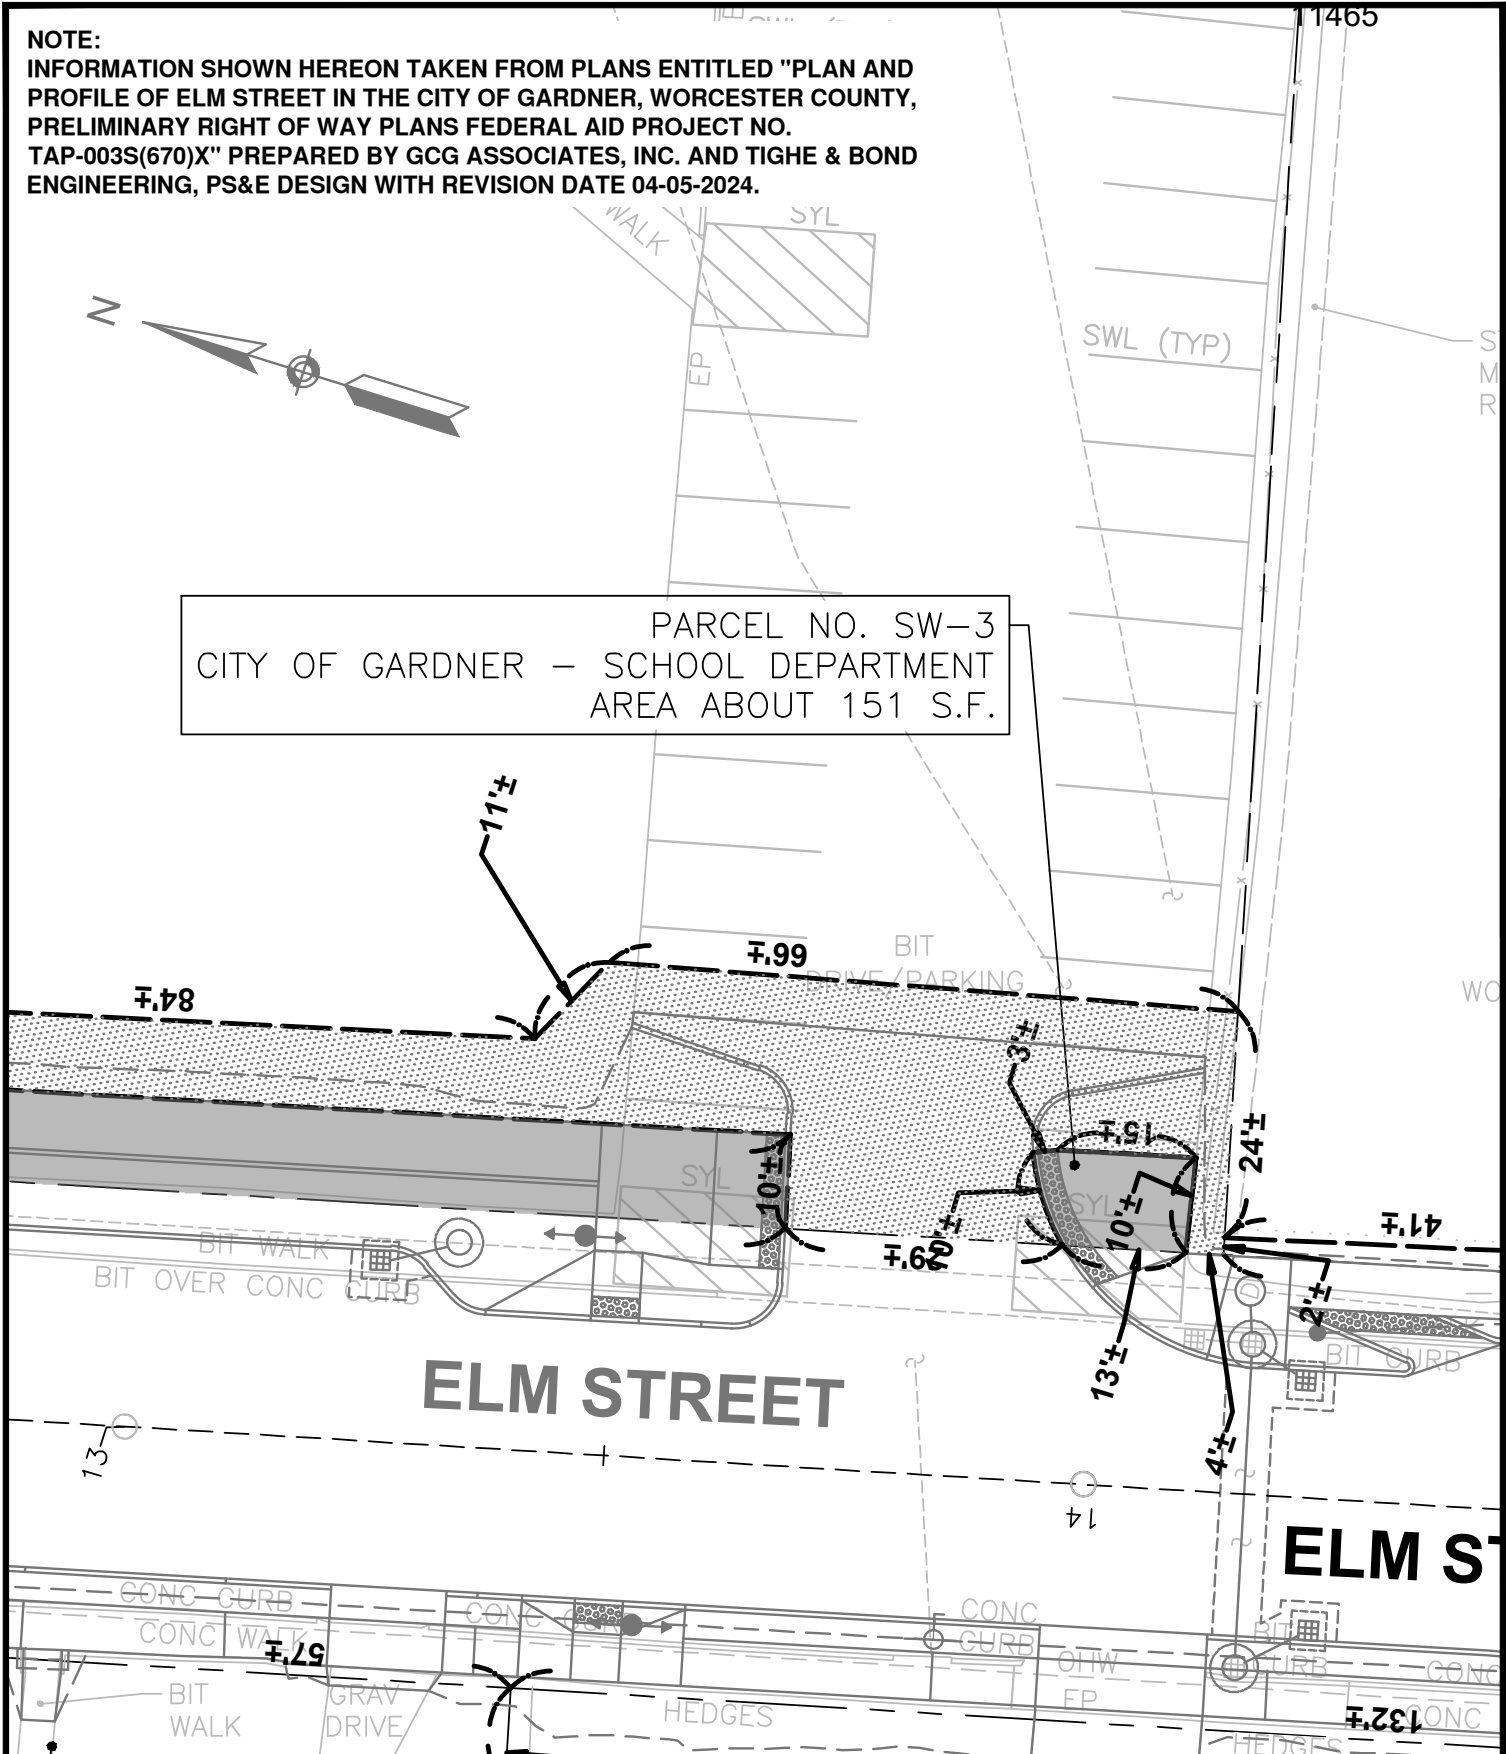 11465
NOTE:
INFORMATION SHOWN HEREON TAKEN FROM PLANS ENTITLED "PLAN AND
PROFILE OF ELM STREET IN THE CITY OF GARDNER, WORCESTER COUNTY,
PRELIMINARY RIGHT OF WAY PLANS FEDERAL AID PROJECT NO.
TAP-003S(670)X" PREPARED BY GCG ASSOCIATES, INC. AND TIGHE & BOND
ENGINEERING, PS&E DESIGN WITH REVISION DATE 04-05-2024.
WALK
SYL
N
EP
SWL (TYP)
S
M
R
PARCEL NO. SW-3
CITY OF GARDNER - SCHOOL DEPARTMENT
AREA ABOUT 151 S.F.
11'±
66'±
BIT
DRIVE/PARKING
84'±
WO
3'±
15'±
24'±
SYL
10'±
SYL
10'±
41'±
BIT WALK
BIT OVER CONC CURB
D
2'±
13'±
BIT CURB
ELM STREET
4'±
13
14
ELM ST
CONC CURB
CONC WALK
57'±
CONC
CONC
CURB
BIT
CURB
OHW
EP
CONC
BIT
WALK
GRAV
DRIVE
HEDGES
132'±
CONC
HEDGES